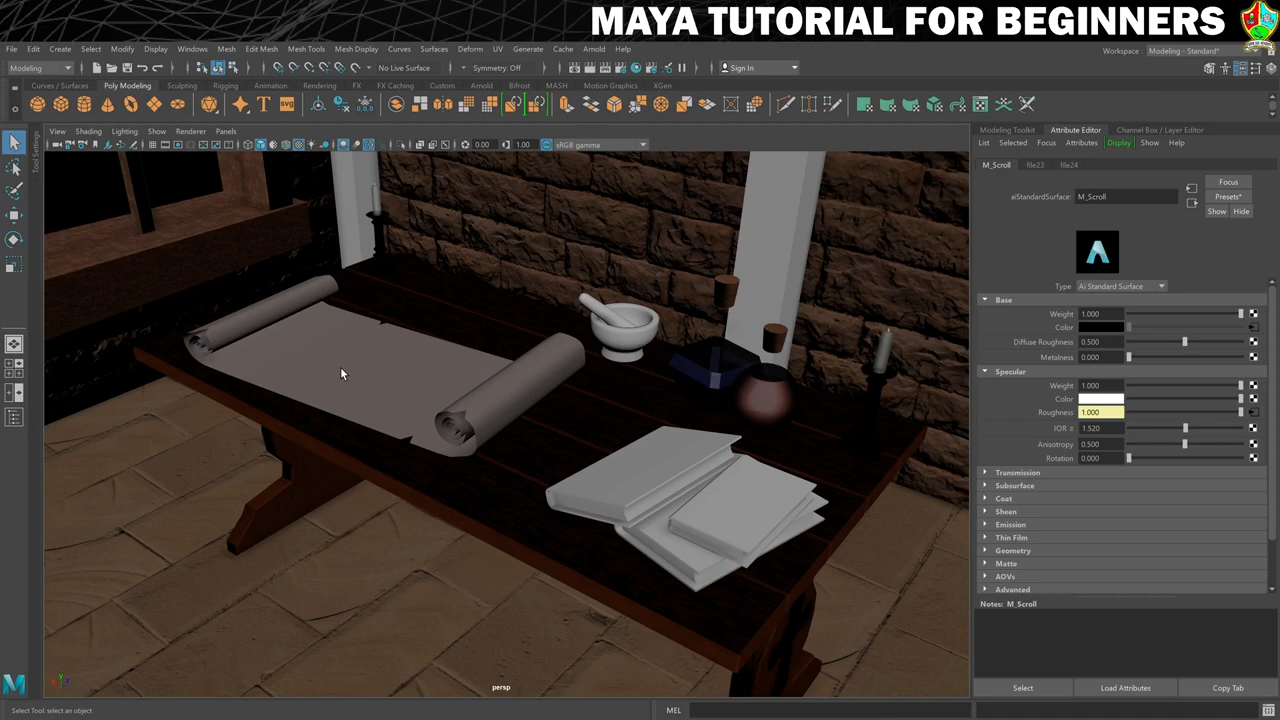 MAYA TUTORIAL FOR BEGINNERS
File Edit Create Select Modify Display Windows Mesh Edit Mesh Mesh Tools Mesh Display Curves Surfaces Deform UV Generate Cache Arnold Help
Workspace: Modeling - Standard*
Modeling No Live Surface Symmetry: Off Sign In
Curves / Surfaces Poly Modeling Sculpting Rigging Animation Rendering FX FX Caching Custom Arnold Bifrost MASH Motion Graphics XGen
View Shading Lighting Show Renderer Panels
0.00 1.00 sRGB gamma
Tool Settings
Modeling Toolkit Attribute Editor Channel Box / Layer Editor
List Selected Focus Attributes Display Show Help
M_Scroll file23 file24
Focus
aiStandardSurface: M_Scroll Presets*
Show Hide
Type Ai Standard Surface
Base
Weight 1.000
Color
Diffuse Roughness 0.500
Metalness 0.000
Specular
Weight 1.000
Color
Roughness 1.000
IOR = 1.520
Anisotropy 0.500
Rotation 0.000
Transmission
Subsurface
Coat
Sheen
Emission
Thin Film
Geometry
Matte
AOVs
Advanced
Notes: M_Scroll
persp
Select Load Attributes Copy Tab
Select Tool: select an object MEL